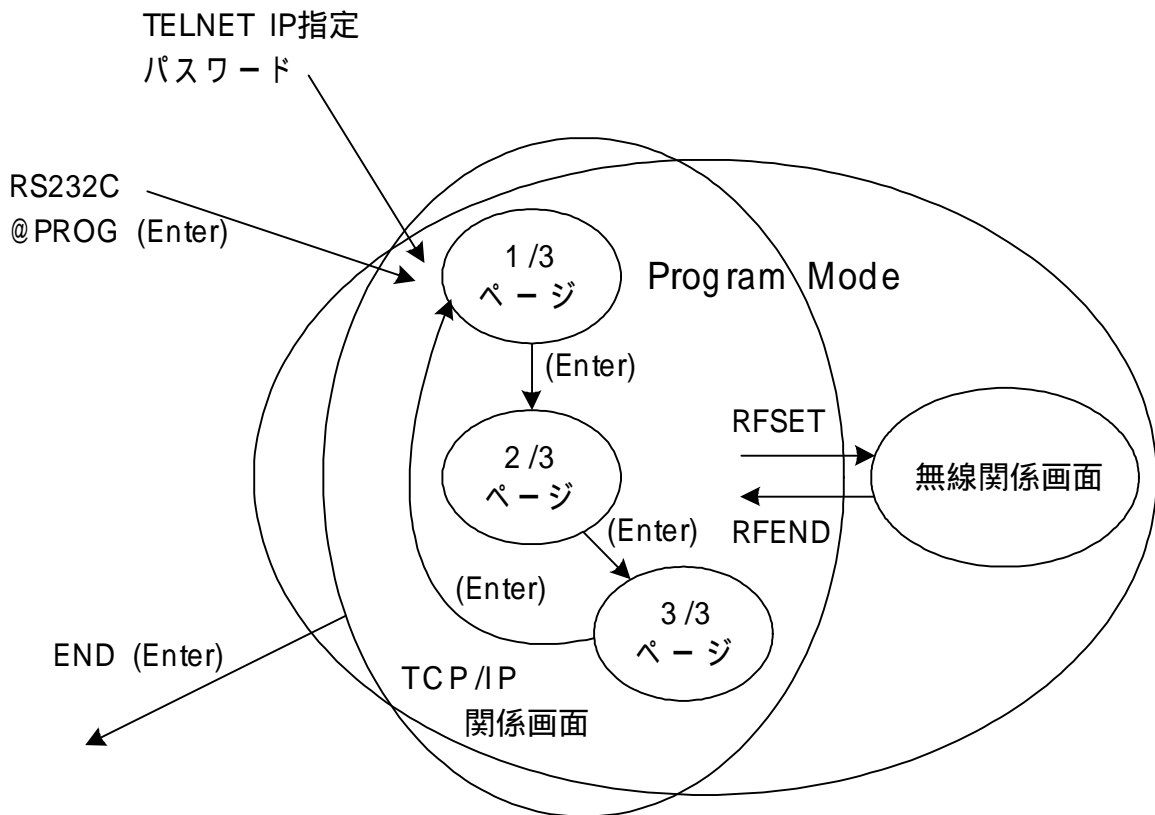 TELNET IP指定
パスワード
RS232C
@PROG (Enter)
1/3
ページ
Program Mode
(Enter)
2/3
ページ
RFSET
無線関係画面
RFEND
(Enter)
(Enter)
3/3
ページ
END (Enter)
TCP/IP
関係画面